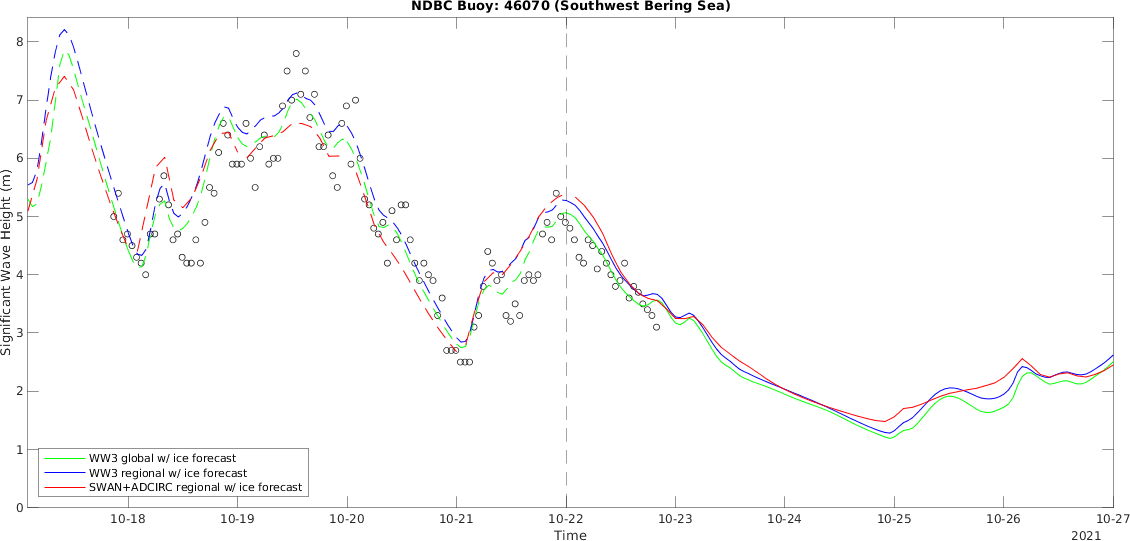 NDBC Buoy: 46070 (Southwest Bering Sea)
Significant Wave Height (m)
8
7
6
5
4
3
2
1
0
WW3 global w/ ice forecast
WW3 regional w/ ice forecast
SWAN+ADCIRC regional w/ ice forecast
10-18 10-19 10-20 10-21 10-22 10-23 10-24 10-25 10-26 10-27
Time
2021